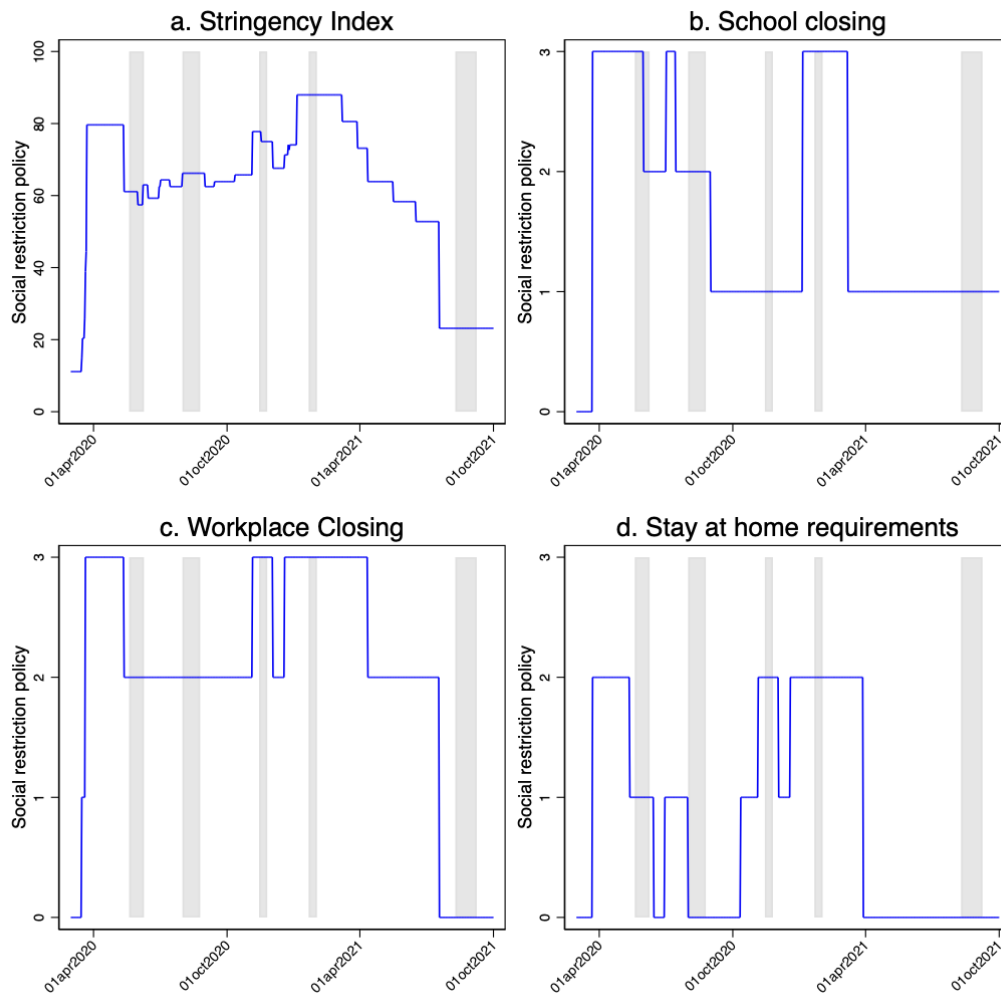 a. Stringency Index
Social restriction policy
100
80
60
40
20
0
01apr2020
01oct2020
01apr2021
01oct2021
b. School closing
Social restriction policy
3
2
1
0
01apr2020
01oct2020
01apr2021
01oct2021
c. Workplace Closing
Social restriction policy
3
2
1
0
01apr2020
01oct2020
01apr2021
01oct2021
d. Stay at home requirements
Social restriction policy
3
2
1
0
01apr2020
01oct2020
01apr2021
01oct2021